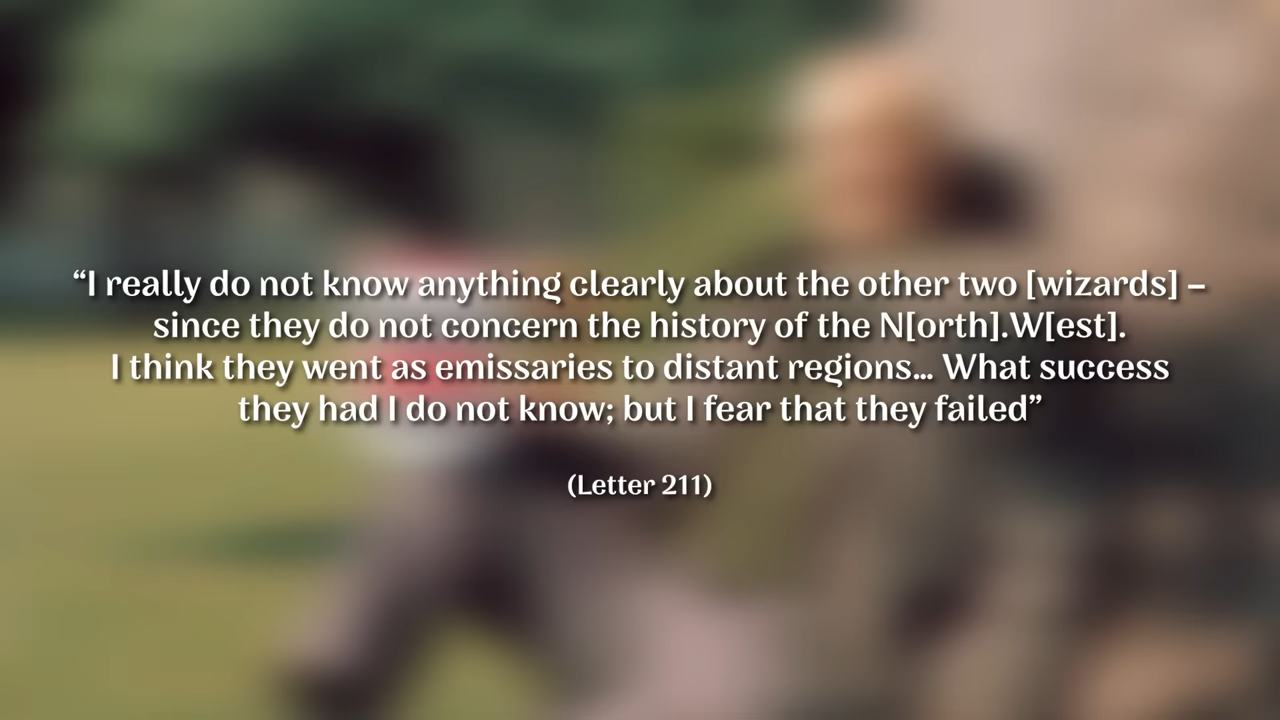 “I really do not know anything clearly about the other two [wizards] –
since they do not concern the history of the N[orth].W[est].
I think they went as emissaries to distant regions... What success
they had I do not know; but I fear that they failed”
(Letter 211)